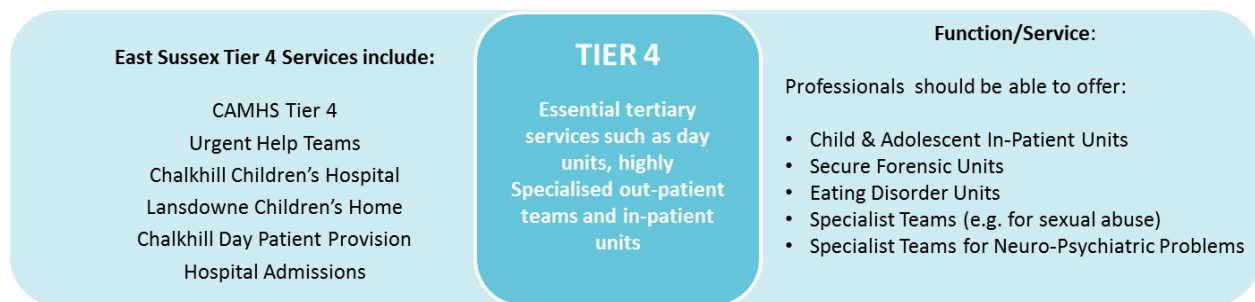 East Sussex Tier 4 Services include:
CAMHS Tier 4
Urgent Help Teams
Chalkhill Children's Hospital
Lansdowne Children's Home
Chalkhill Day Patient Provision
Hospital Admissions
TIER 4
Essential tertiary
services such as day
units, highly
Specialised out-patient
teams and in-patient
units
Function/Service:
Professionals should be able to offer:
• Child & Adolescent In-Patient Units
• Secure Forensic Units
• Eating Disorder Units
• Specialist Teams (e.g. for sexual abuse)
• Specialist Teams for Neuro-Psychiatric Problems